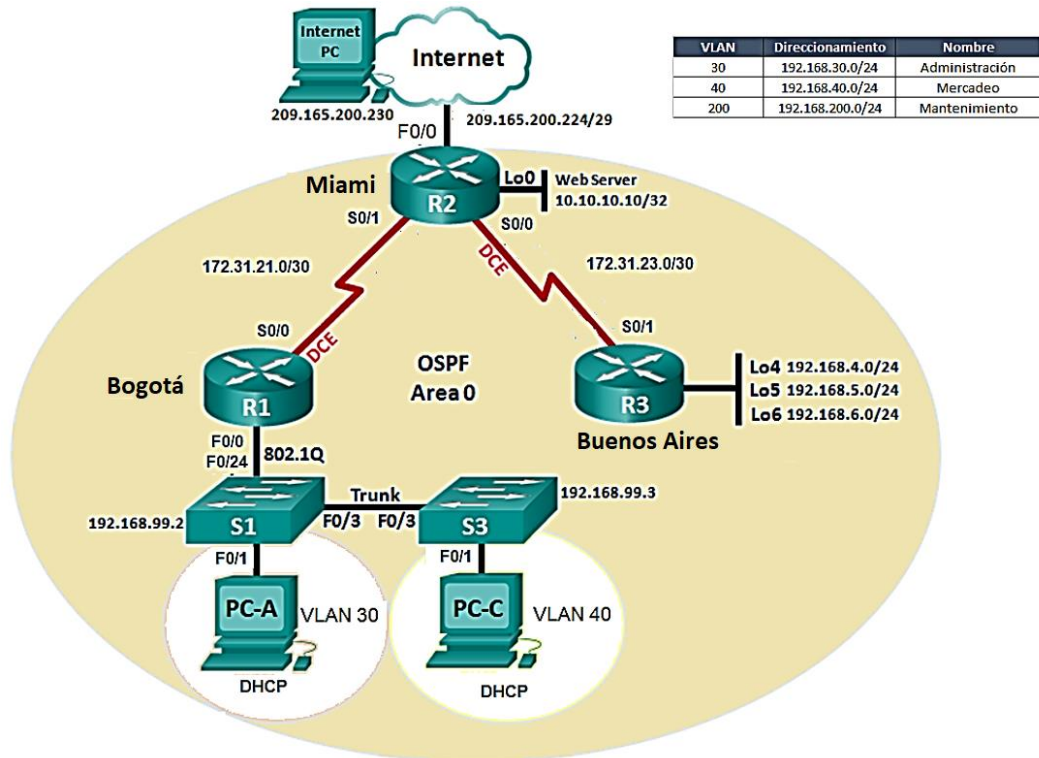 Internet
PC
Internet
209.165.200.230
209.165.200.224/29
F0/0
VLAN Direccionamiento Nombre
30 192.168.30.0/24 Administración
40 192.168.40.0/24 Mercadeo
200 192.168.200.0/24 Mantenimiento
Miami
R2
Lo0
Web Server
10.10.10.10/32
S0/1
S0/0
DCE
172.31.21.0/30
172.31.23.0/30
S0/0
DCE
S0/1
Bogotá
R1
OSPF
Area 0
R3
Buenos Aires
Lo4 192.168.4.0/24
Lo5 192.168.5.0/24
Lo6 192.168.6.0/24
F0/0
F0/24
802.1Q
192.168.99.2
S1
Trunk
F0/3 F0/3
S3
192.168.99.3
F0/1
F0/1
PC-A
VLAN 30
DHCP
PC-C
VLAN 40
DHCP